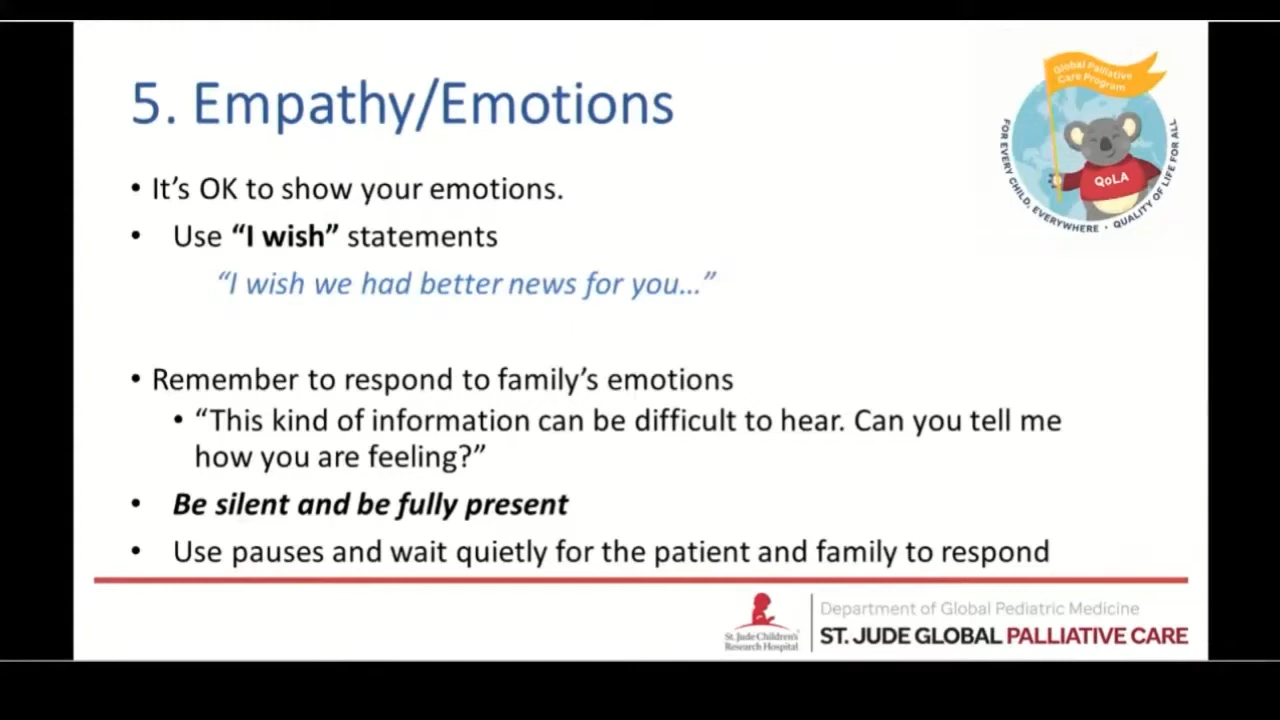 5. Empathy/Emotions
• It’s OK to show your emotions.
• Use “I wish” statements
“I wish we had better news for you…”
• Remember to respond to family’s emotions
• “This kind of information can be difficult to hear. Can you tell me
how you are feeling?”
• Be silent and be fully present
• Use pauses and wait quietly for the patient and family to respond
Global Palliative
Care Program
QoLA
FOR EVERY CHILD, EVERYWHERE • QUALITY OF LIFE FOR ALL
St. Jude Children’s
Research Hospital
Department of Global Pediatric Medicine
ST. JUDE GLOBAL PALLIATIVE CARE